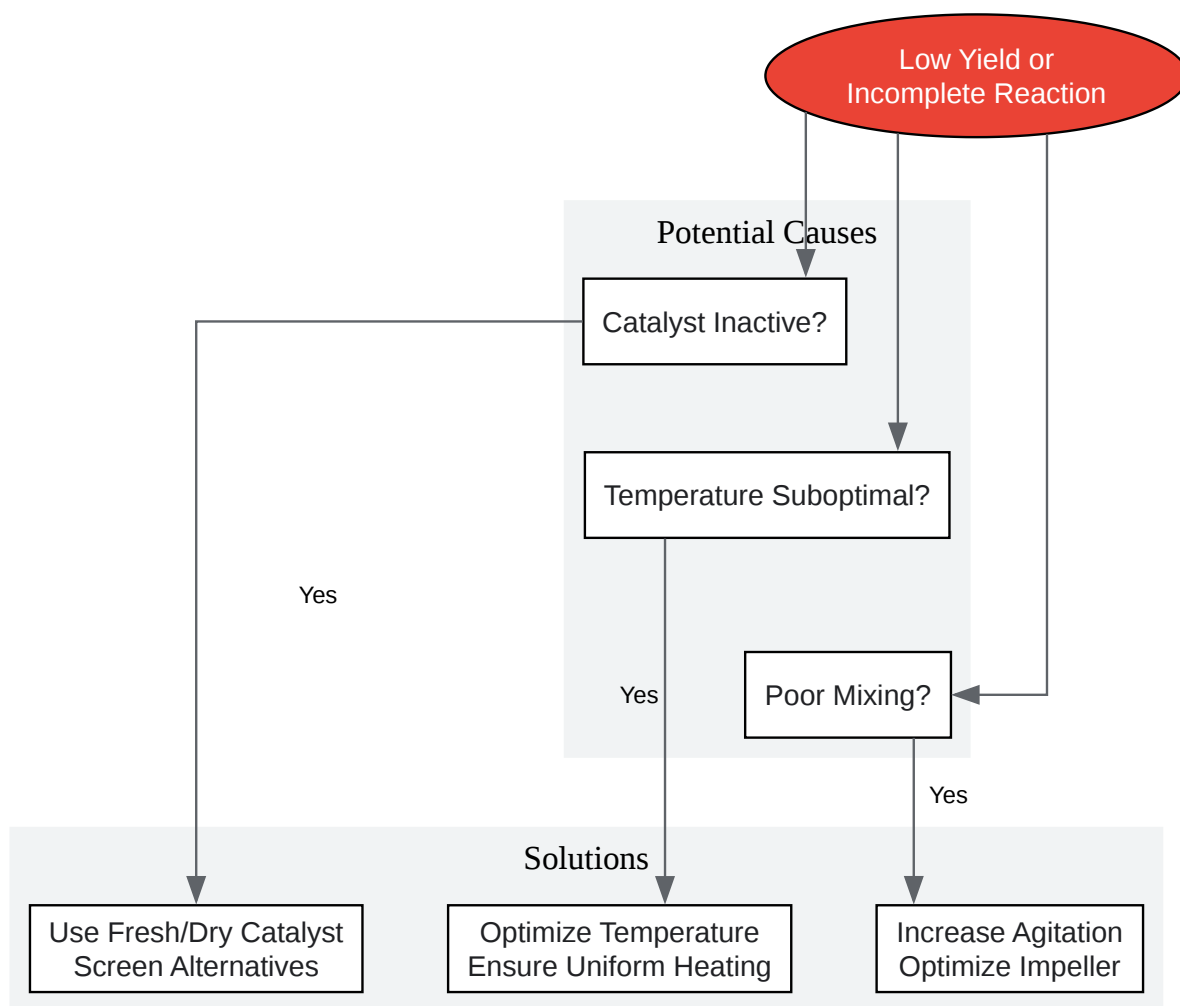 Low Yield or
Incomplete Reaction
Potential Causes
Catalyst Inactive?
Temperature Suboptimal?
Yes
Yes
Poor Mixing?
Yes
Solutions
Use Fresh/Dry Catalyst
Screen Alternatives
Optimize Temperature
Ensure Uniform Heating
Increase Agitation
Optimize Impeller